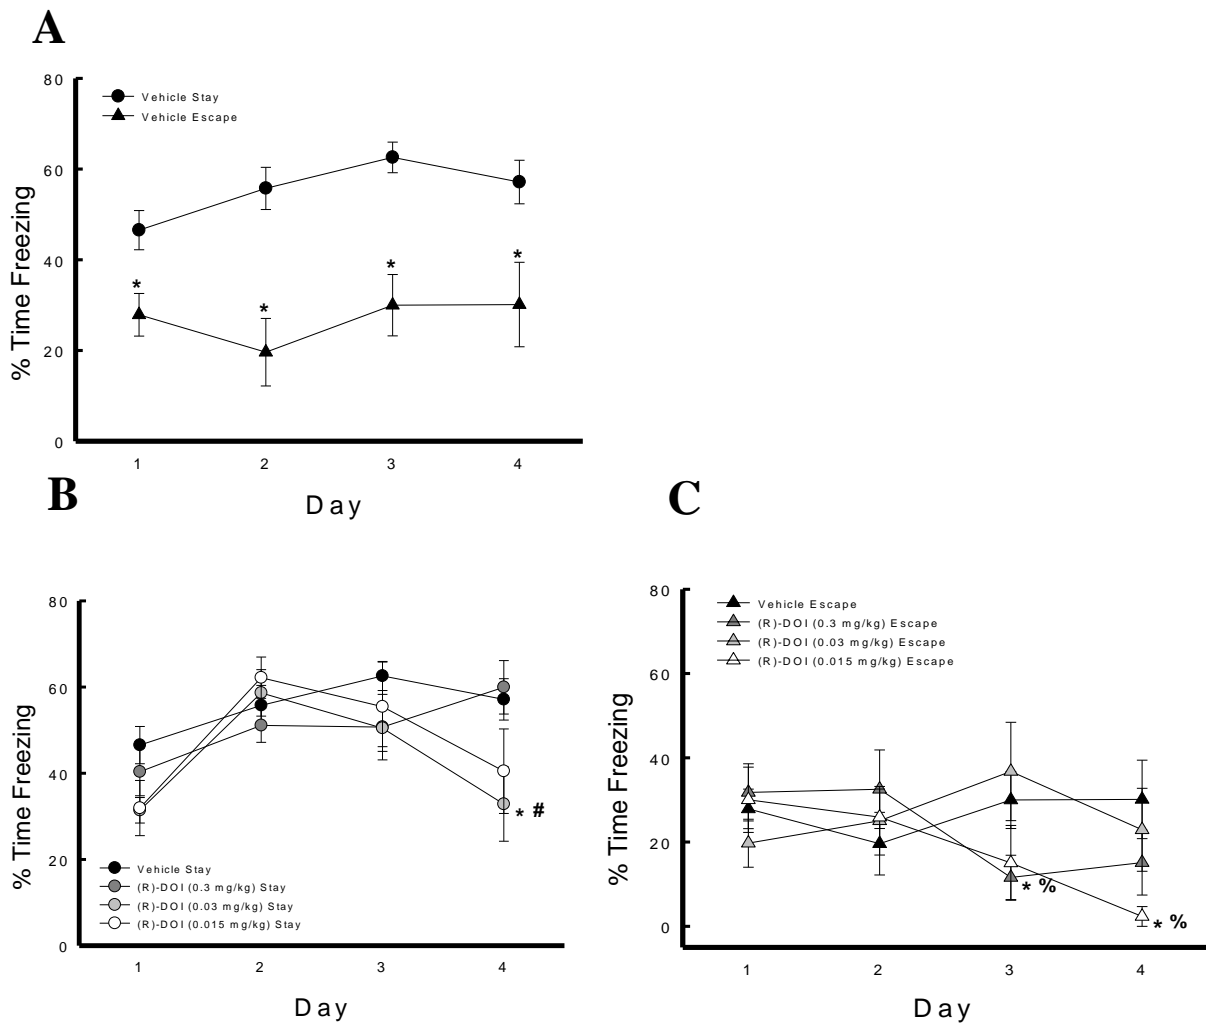 A
80
60
40
20
0
% Time Freezing
Vehicle Stay
Vehicle Escape
*
*
*
*
1 2 3 4
Day
B
80
60
40
20
0
% Time Freezing
* #
Vehicle Stay
(R)-DOI (0.3 mg/kg) Stay
(R)-DOI (0.03 mg/kg) Stay
(R)-DOI (0.015 mg/kg) Stay
1 2 3 4
Day
C
80
60
40
20
0
% Time Freezing
Vehicle Escape
(R)-DOI (0.3 mg/kg) Escape
(R)-DOI (0.03 mg/kg) Escape
(R)-DOI (0.015 mg/kg) Escape
* %
* %
1 2 3 4
Day